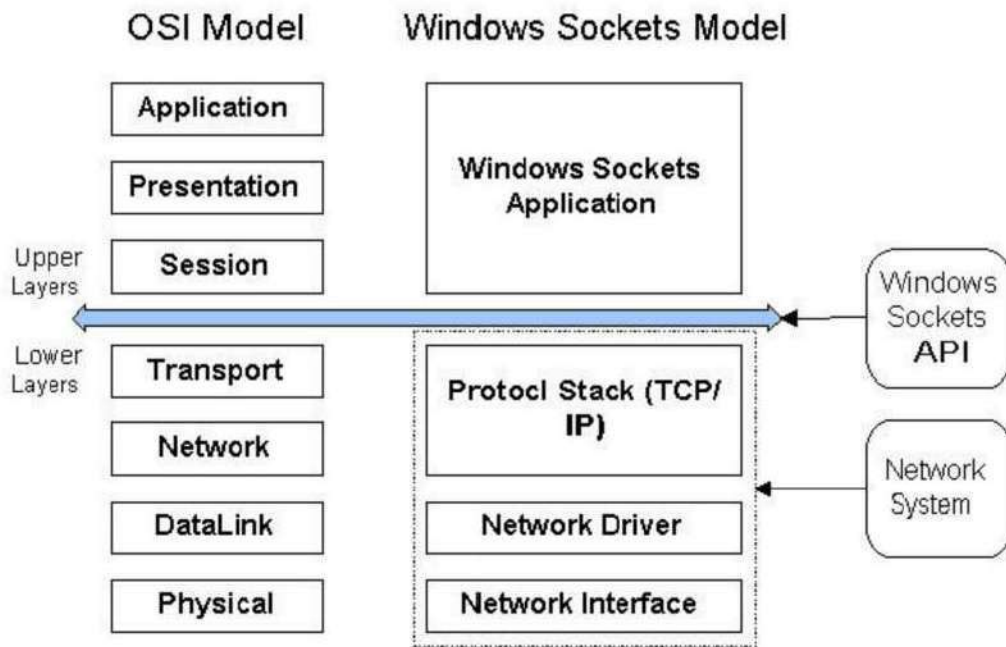 OSI Model
Windows Sockets Model
Application
Presentation
Session
Windows Sockets
Application
Upper
Layers
Lower
Layers
Windows
Sockets
API
Transport
Network
DataLink
Physical
Protocl Stack (TCP/
IP)
Network Driver
Network Interface
Network
System